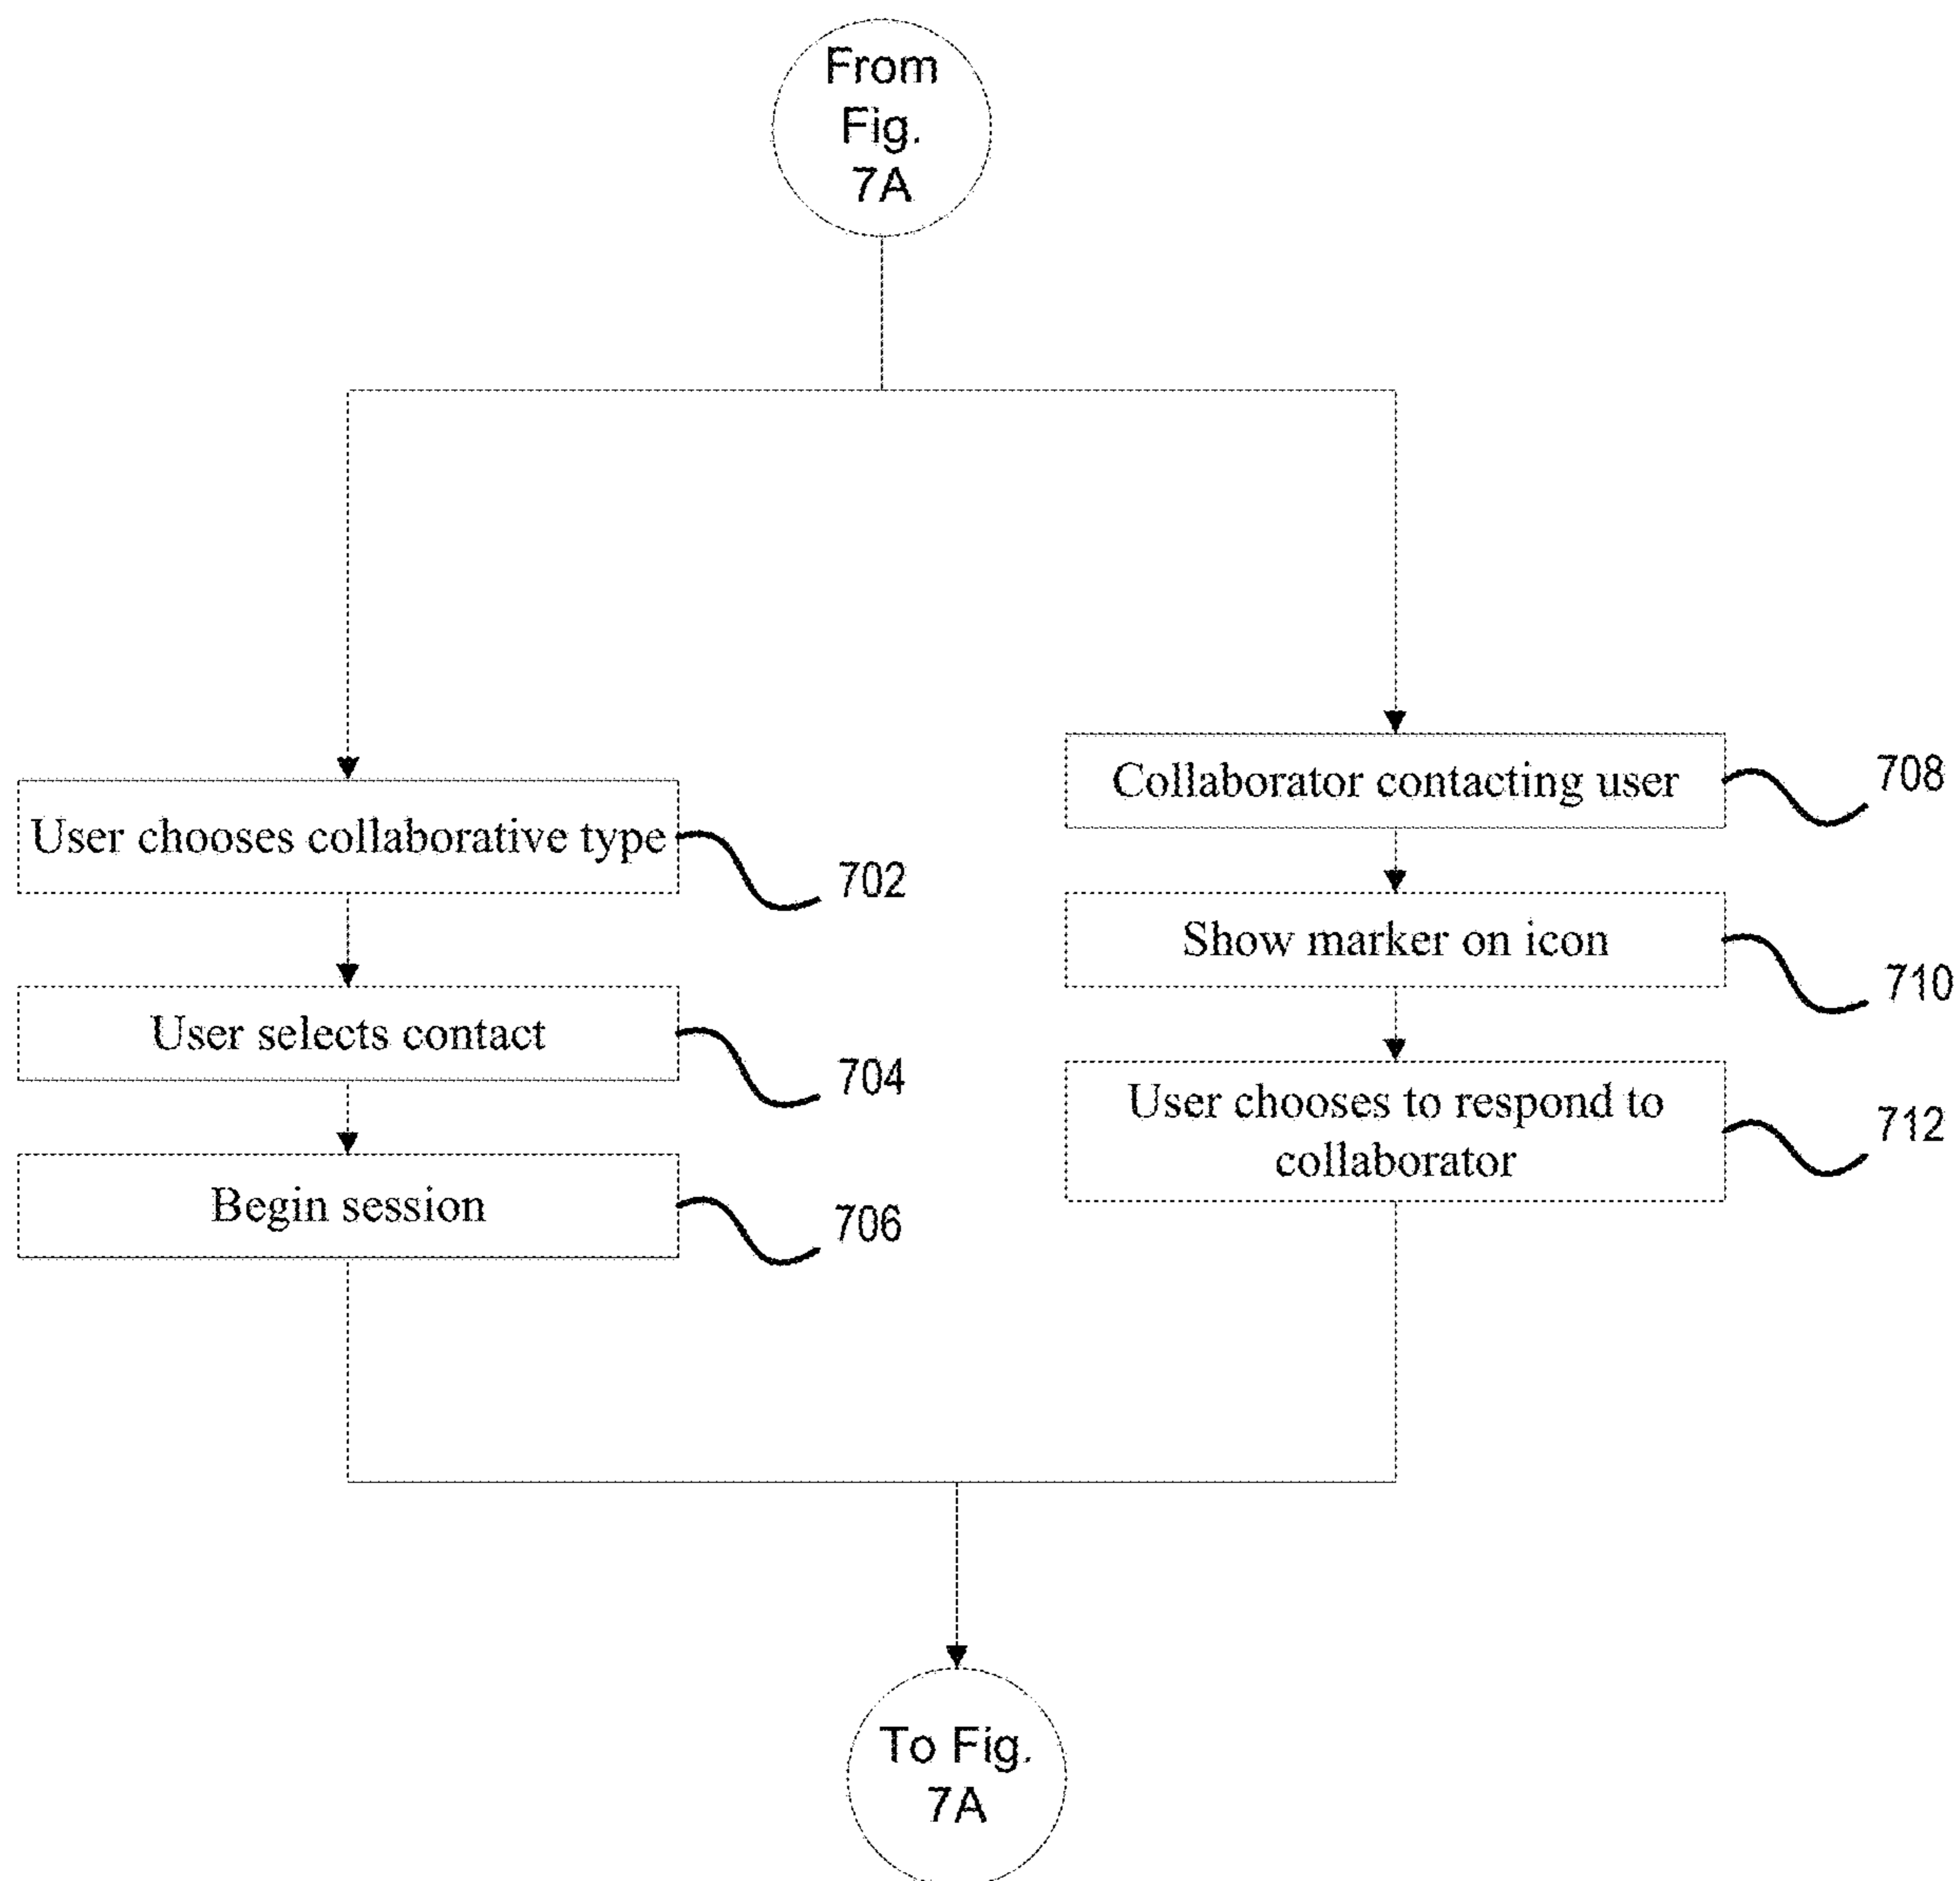 From
Fig.
7A
User chooses collaborative type
702
User selects contact
704
Begin session
706
Collaborator contacting user
708
Show marker on icon
710
User chooses to respond to
collaborator
712
To Fig.
7A